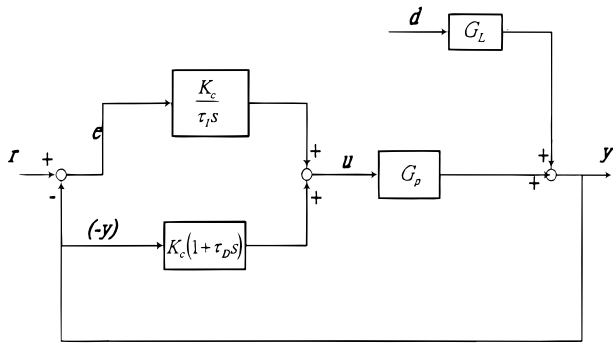 d
G_L
K_c
τ_I s
e
r
+
-
+
+
u
G_p
+
+
y
(-y)
K_c(1+τ_D s)